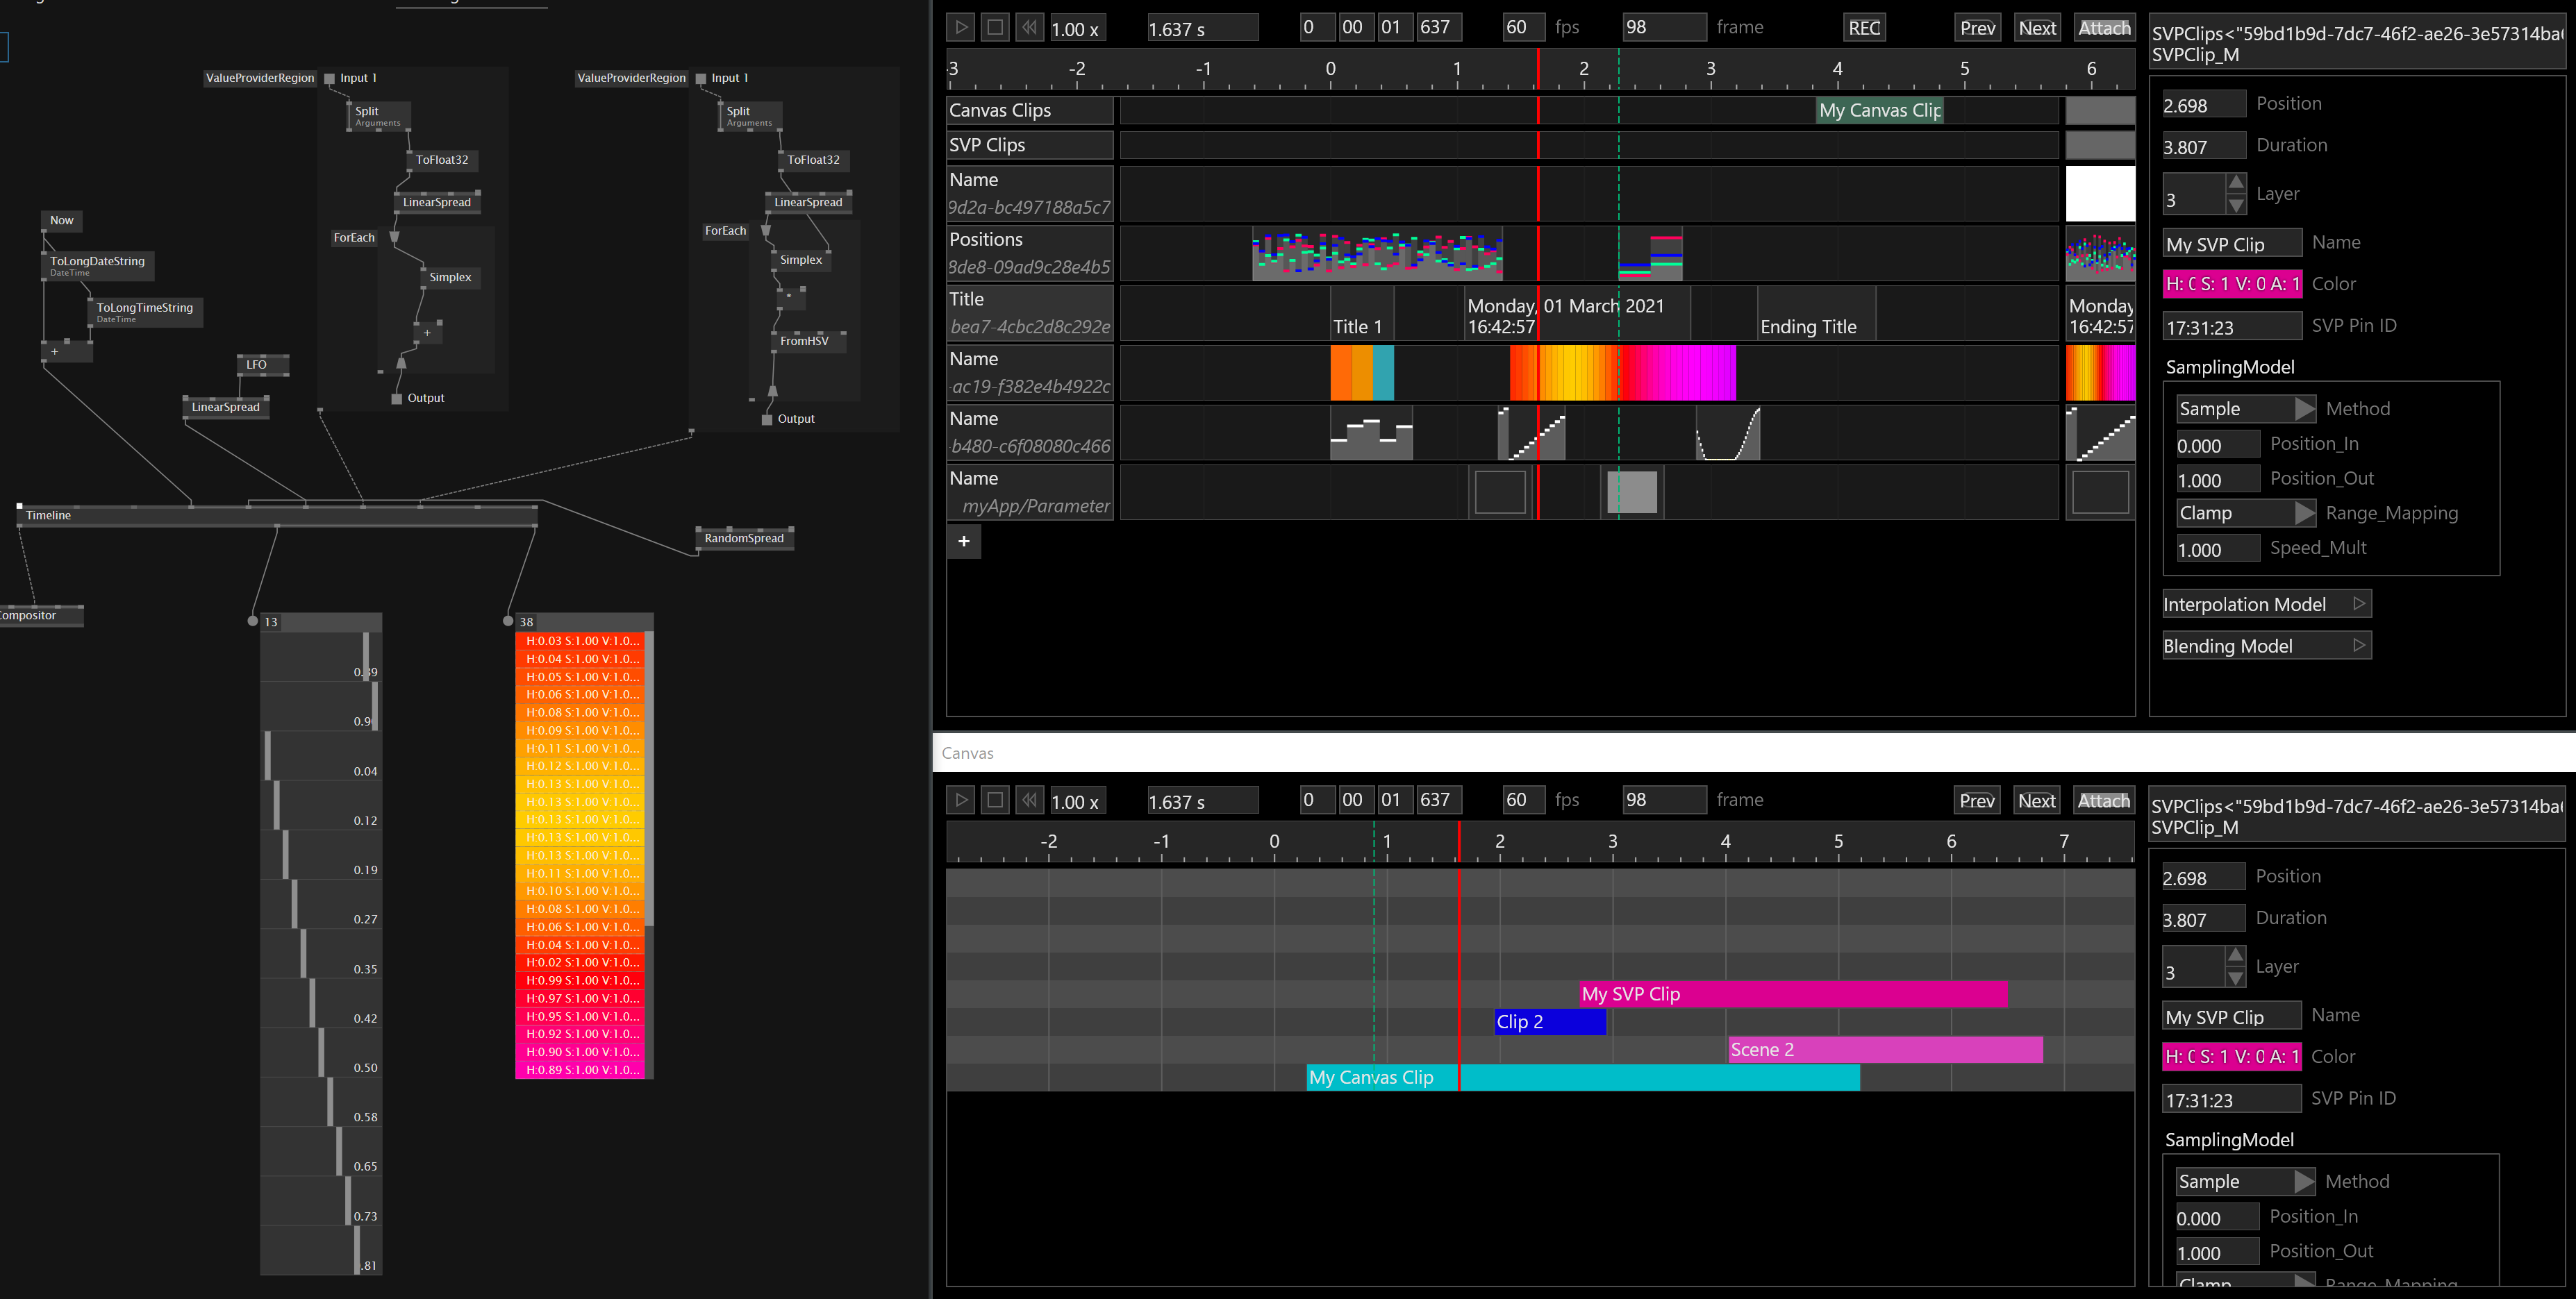 ValueProviderRegion
Input 1
Split
Arguments
ToFloat32
LinearSpread
ForEach
Simplex
+
Output
ValueProviderRegion
Input 1
Split
Arguments
ToFloat32
LinearSpread
ForEach
Simplex
*
FromHSV
Output
Now
ToLongDateString
DateTime
ToLongTimeString
DateTime
+
LFO
LinearSpread
Timeline
RandomSpread
13
0.04
0.12
0.19
0.27
0.35
0.42
0.50
0.58
0.65
0.73
38
H:0.03 S:1.00 V:1.0...
H:0.04 S:1.00 V:1.0...
H:0.05 S:1.00 V:1.0...
H:0.06 S:1.00 V:1.0...
H:0.08 S:1.00 V:1.0...
H:0.09 S:1.00 V:1.0...
H:0.11 S:1.00 V:1.0...
H:0.12 S:1.00 V:1.0...
H:0.13 S:1.00 V:1.0...
H:0.13 S:1.00 V:1.0...
H:0.13 S:1.00 V:1.0...
H:0.13 S:1.00 V:1.0...
H:0.13 S:1.00 V:1.0...
H:0.11 S:1.00 V:1.0...
H:0.10 S:1.00 V:1.0...
H:0.08 S:1.00 V:1.0...
H:0.06 S:1.00 V:1.0...
H:0.04 S:1.00 V:1.0...
H:0.02 S:1.00 V:1.0...
H:0.99 S:1.00 V:1.0...
H:0.97 S:1.00 V:1.0...
H:0.95 S:1.00 V:1.0...
H:0.92 S:1.00 V:1.0...
H:0.90 S:1.00 V:1.0...
H:0.89 S:1.00 V:1.0...
1.00 x 1.637 s 0 00 01 637 60 fps 98 frame REC Prev Next Attach
-3 -2 -1 0 1 2 3 4 5 6
Canvas Clips
My Canvas Clip
SVP Clips
Name
9d2a-bc497188a5c7
Positions
8de8-09ad9c28e4b5
Title
bea7-4cbc2d8c292e
Title 1
Monday, 01 March 2021
16:42:57
Ending Title
Monday
16:42:57
Name
-ac19-f382e4b4922c
Name
-b480-c6f08080c466
Name
myApp/Parameter
+
SVPClips<"59bd1b9d-7dc7-46f2-ae26-3e57314ba
SVPClip_M
2.698 Position
3.807 Duration
3 Layer
My SVP Clip Name
H: 0 S: 1 V: 0 A: 1 Color
17:31:23 SVP Pin ID
SamplingModel
Sample Method
0.000 Position_In
1.000 Position_Out
Clamp Range_Mapping
1.000 Speed_Mult
Interpolation Model
Blending Model
Canvas
1.00 x 1.637 s 0 00 01 637 60 fps 98 frame Prev Next Attach
-2 -1 0 1 2 3 4 5 6 7
My SVP Clip
Clip 2
Scene 2
My Canvas Clip
SVPClips<"59bd1b9d-7dc7-46f2-ae26-3e57314ba
SVPClip_M
2.698 Position
3.807 Duration
3 Layer
My SVP Clip Name
H: 0 S: 1 V: 0 A: 1 Color
17:31:23 SVP Pin ID
SamplingModel
Sample Method
0.000 Position_In
1.000 Position_Out
Clamp Range_Mapping